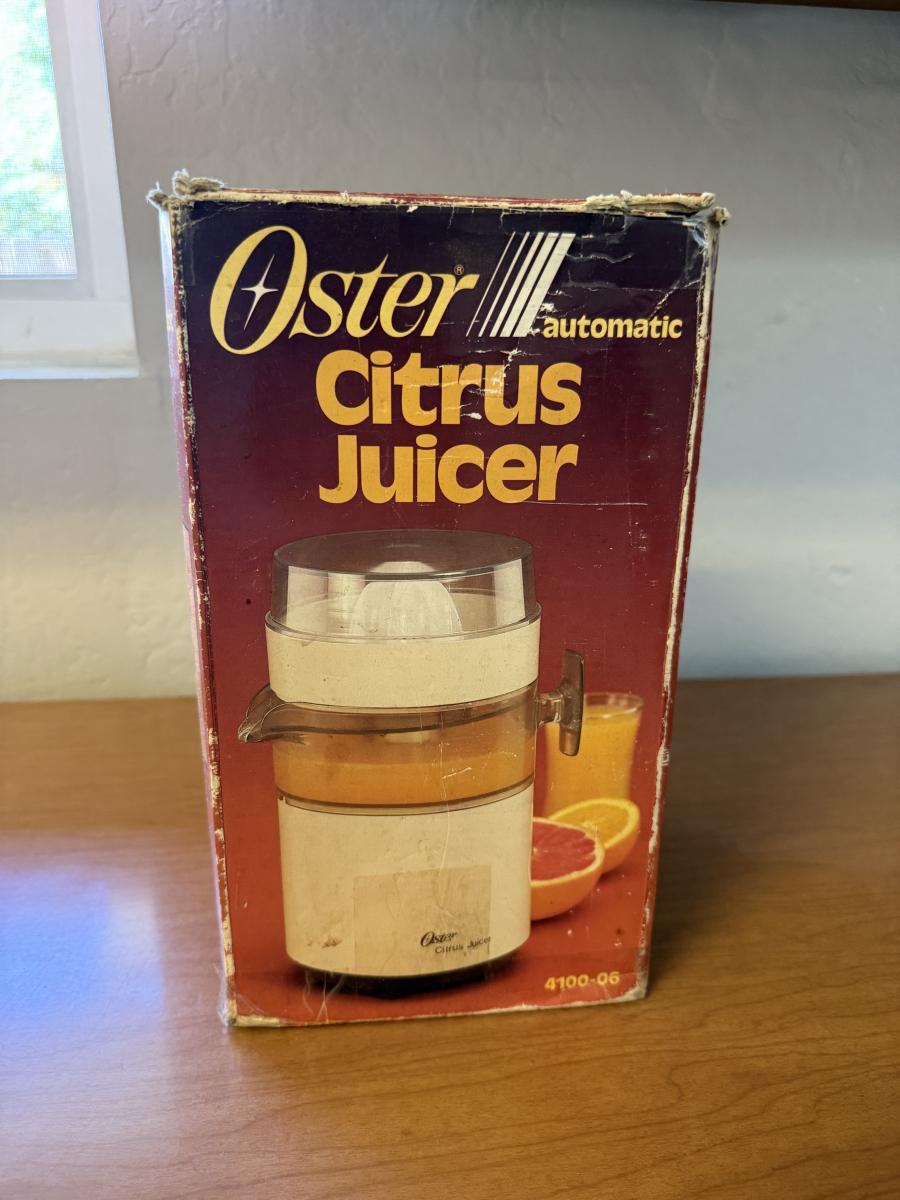 Oster®
automatic
Citrus
Juicer
Oster
Citrus Juicer
4100-06